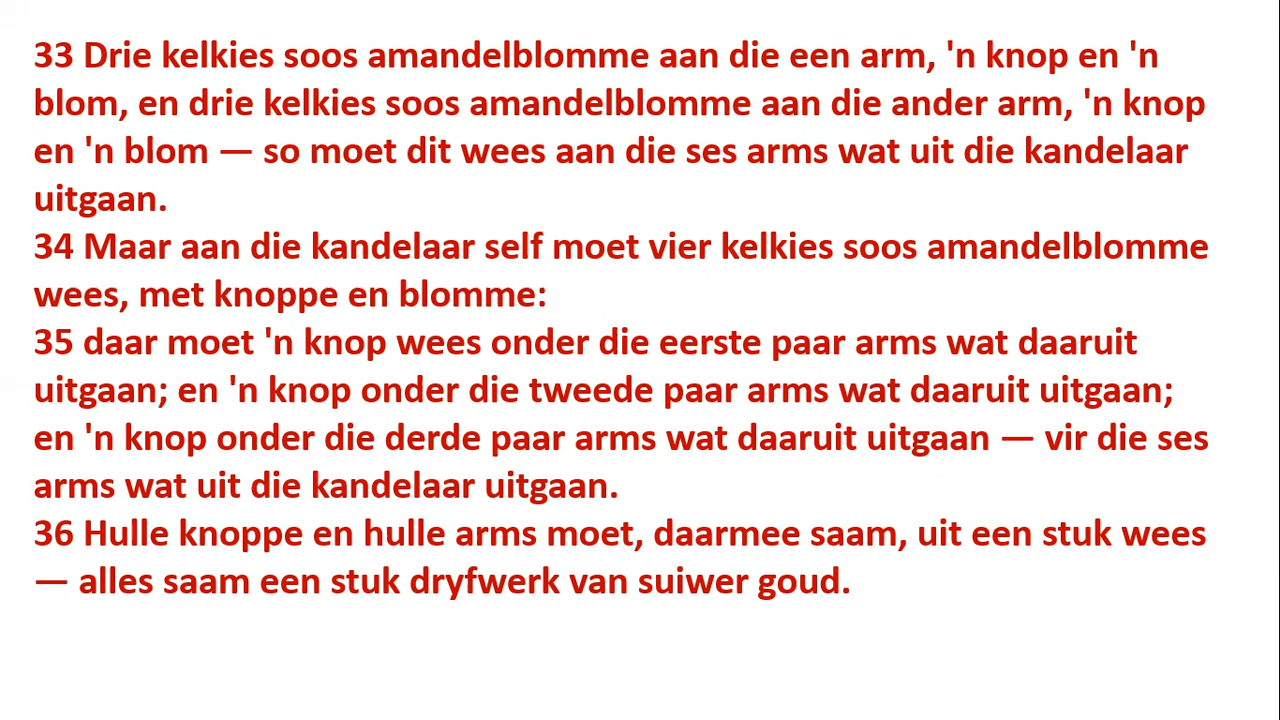 33 Drie kelkies soos amandelblomme aan die een arm, 'n knop en 'n
blom, en drie kelkies soos amandelblomme aan die ander arm, 'n knop
en 'n blom — so moet dit wees aan die ses arms wat uit die kandelaar
uitgaan.
34 Maar aan die kandelaar self moet vier kelkies soos amandelblomme
wees, met knoppe en blomme:
35 daar moet 'n knop wees onder die eerste paar arms wat daaruit
uitgaan; en 'n knop onder die tweede paar arms wat daaruit uitgaan;
en 'n knop onder die derde paar arms wat daaruit uitgaan — vir die ses
arms wat uit die kandelaar uitgaan.
36 Hulle knoppe en hulle arms moet, daarmee saam, uit een stuk wees
— alles saam een stuk dryfwerk van suiwer goud.